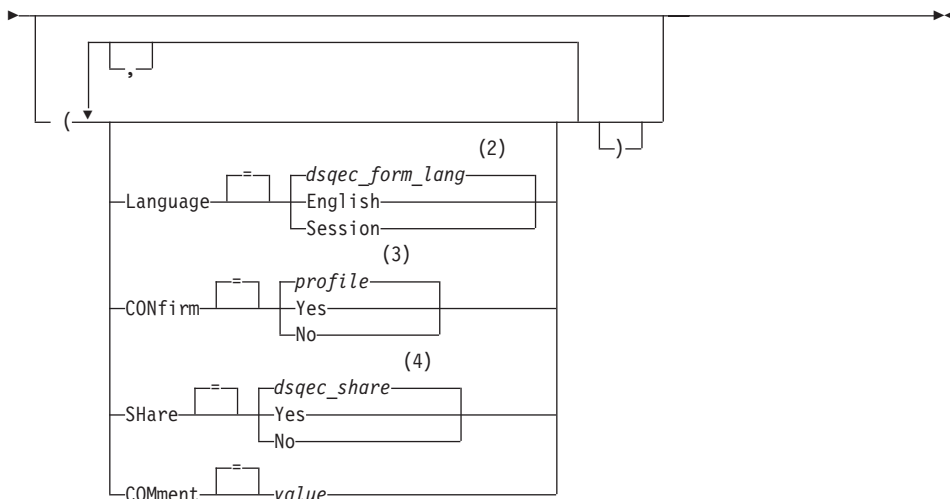 ,
(
)
(2)
Language = dsqec_form_lang
English
Session
(3)
CONfirm = profile
Yes
No
(4)
SHare = dsqec_share
Yes
No
COMment = value